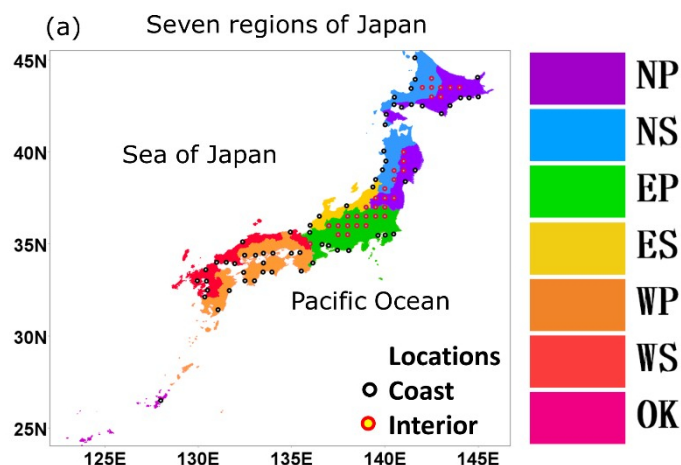 (a) Seven regions of Japan
45N
40N
35N
30N
25N
125E 130E 135E 140E 145E
Sea of Japan
Pacific Ocean
Locations
Coast
Interior
NP
NS
EP
ES
WP
WS
OK